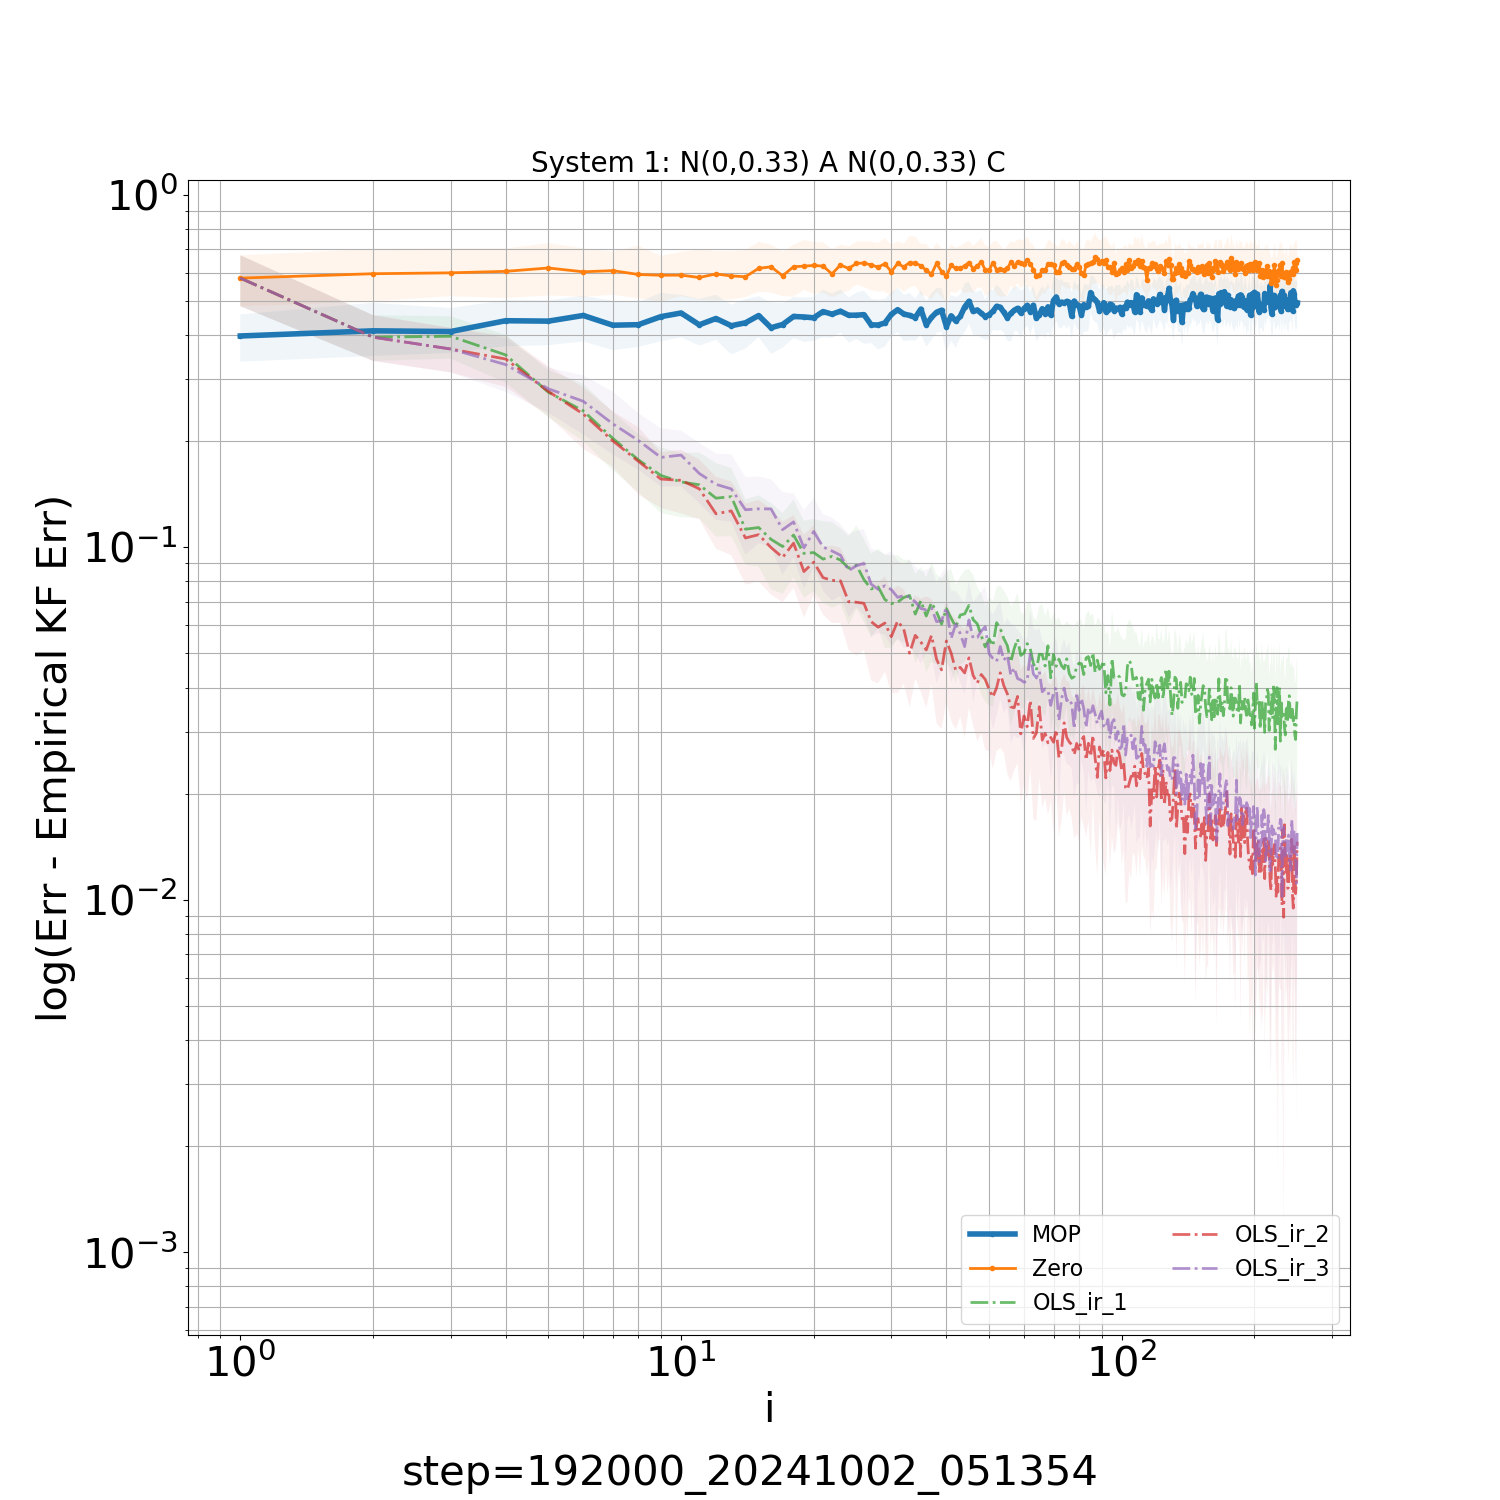 System 1: N(0,0.33) A N(0,0.33) C
log(Err - Empirical KF Err)
10^0
10^-1
10^-2
10^-3
MOP
Zero
OLS_ir_1
OLS_ir_2
OLS_ir_3
10^0 10^1 10^2
i
step=192000_20241002_051354